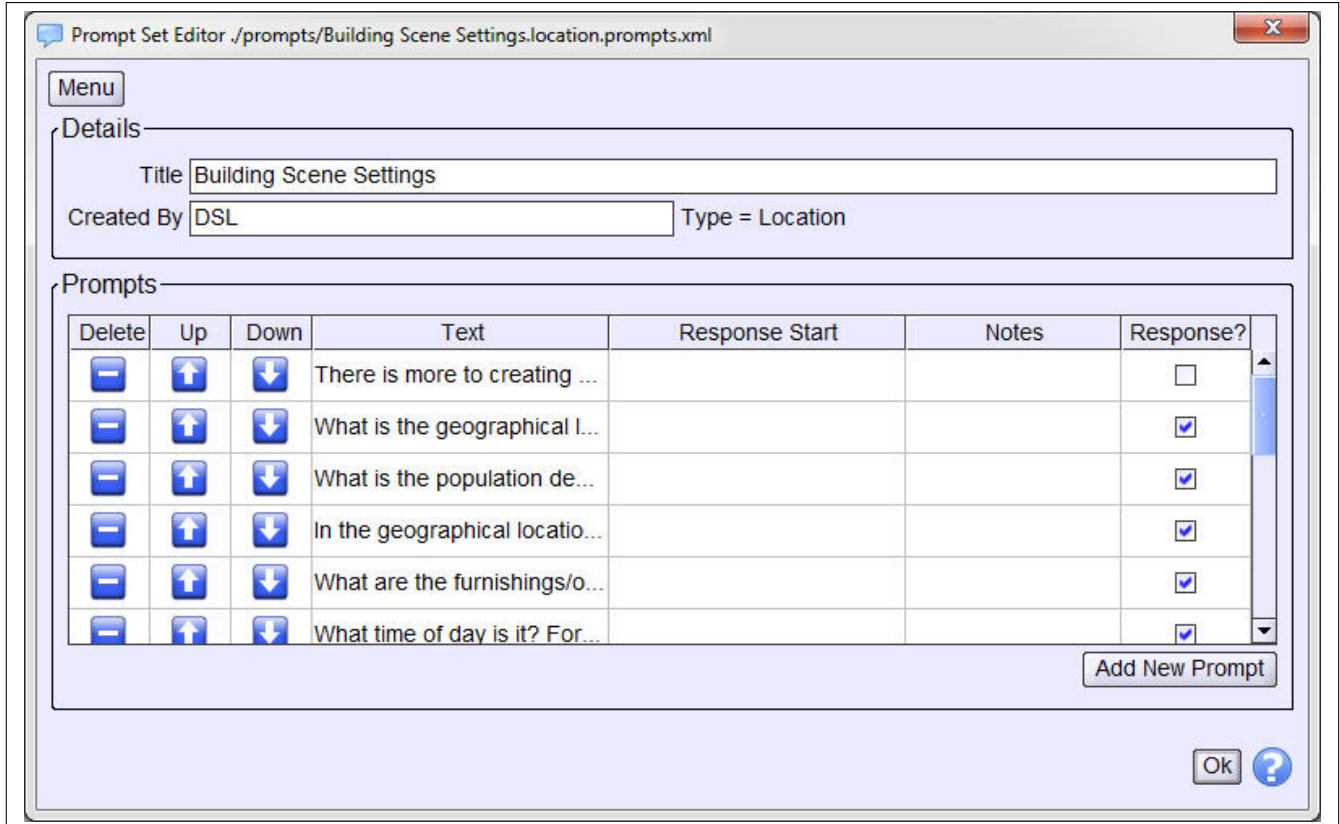 Prompt Set Editor ./prompts/Building Scene Settings.location.prompts.xml
Menu
Details
Title Building Scene Settings
Created By DSL Type = Location
Prompts
Delete Up Down Text Response Start Notes Response?
There is more to creating ...
What is the geographical l...
What is the population de...
In the geographical locatio...
What are the furnishings/o...
What time of day is it? For...
Add New Prompt
Ok ?